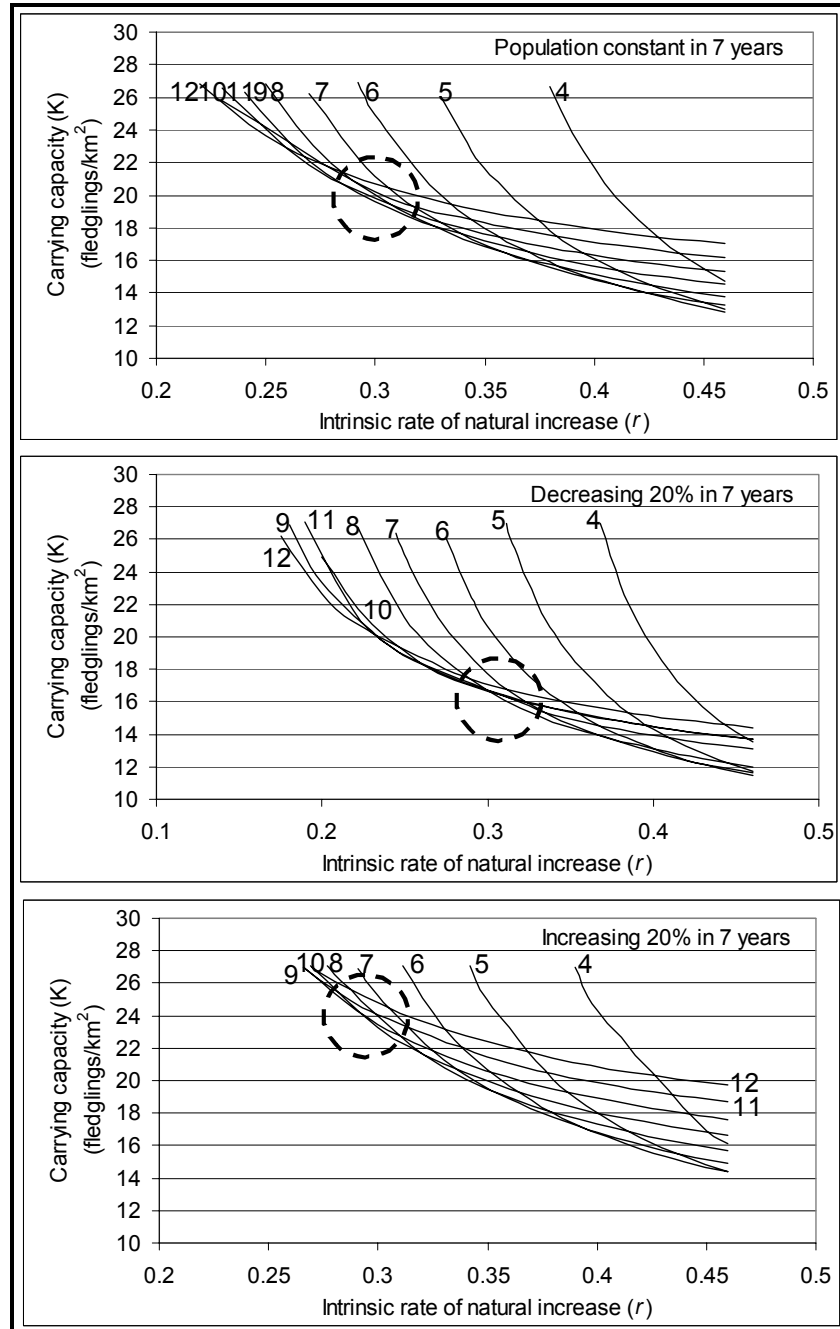 Population constant in 7 years
30
28
26
24
22
20
18
16
14
12
10
12 10 11 9 8 7 6 5 4
0.2 0.25 0.3 0.35 0.4 0.45 0.5
Carrying capacity (K)
(fledglings/km²)
Intrinsic rate of natural increase (r)
Decreasing 20% in 7 years
30
28
26
24
22
20
18
16
14
12
10
9 11 8 7 6 5 4
12
10
0.1 0.2 0.3 0.4 0.5
Carrying capacity (K)
(fledglings/km²)
Intrinsic rate of natural increase (r)
Increasing 20% in 7 years
30
28
26
24
22
20
18
16
14
12
10
9 10 8 7 6 5 4
12
11
0.2 0.25 0.3 0.35 0.4 0.45 0.5
Carrying capacity (K)
(fledglings/km²)
Intrinsic rate of natural increase (r)